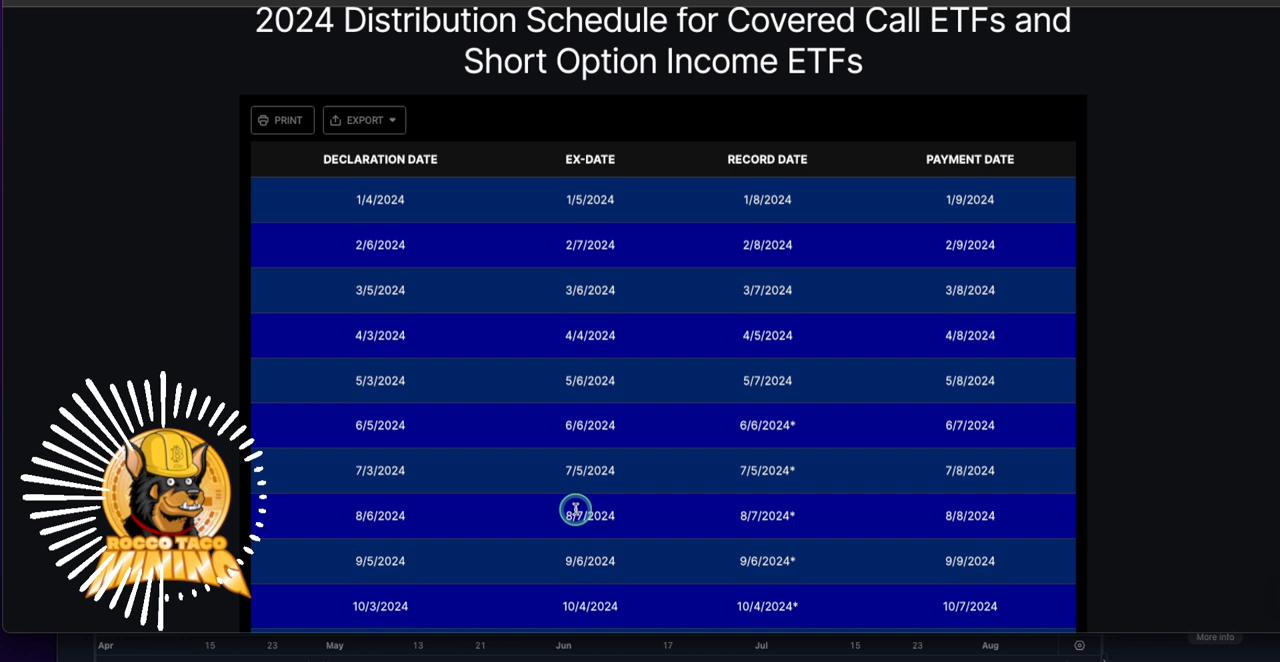 2024 Distribution Schedule for Covered Call ETFs and
Short Option Income ETFs
PRINT EXPORT
DECLARATION DATE EX-DATE RECORD DATE PAYMENT DATE
1/4/2024 1/5/2024 1/8/2024 1/9/2024
2/6/2024 2/7/2024 2/8/2024 2/9/2024
3/5/2024 3/6/2024 3/7/2024 3/8/2024
4/3/2024 4/4/2024 4/5/2024 4/8/2024
5/3/2024 5/6/2024 5/7/2024 5/8/2024
6/5/2024 6/6/2024 6/6/2024* 6/7/2024
7/3/2024 7/5/2024 7/5/2024* 7/8/2024
8/6/2024 8/7/2024 8/7/2024* 8/8/2024
9/5/2024 9/6/2024 9/6/2024* 9/9/2024
10/3/2024 10/4/2024 10/4/2024* 10/7/2024
ROCCO TACO
MINING
More info
Apr 15 23 May 13 21 Jun 17 Jul 15 23 Aug